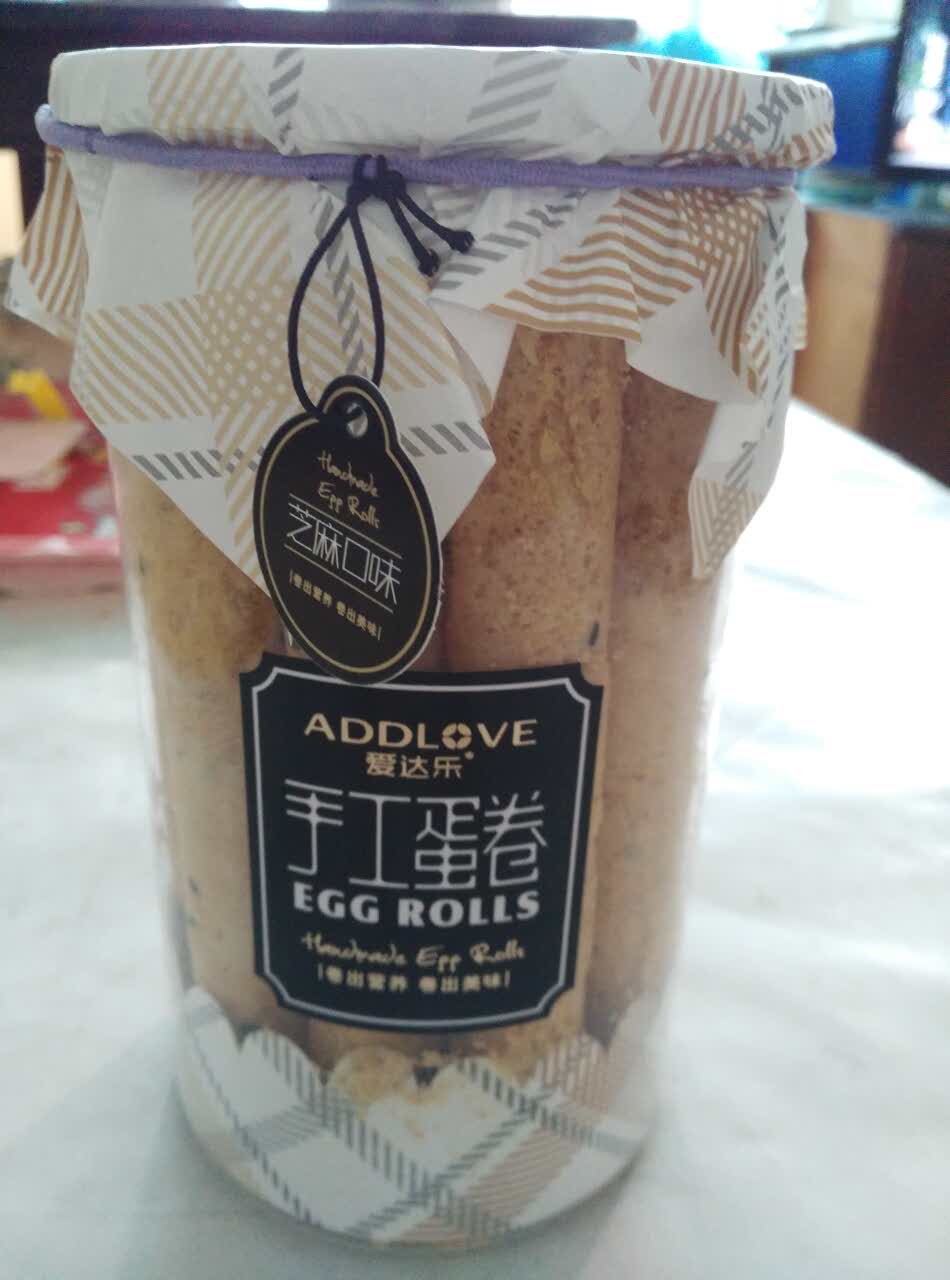 Handmade
Egg Rolls
芝麻口味
卷出营养 卷出美味
ADDLOVE
爱达乐
手工蛋卷
EGG ROLLS
Handmade Egg Rolls
卷出营养 卷出美味